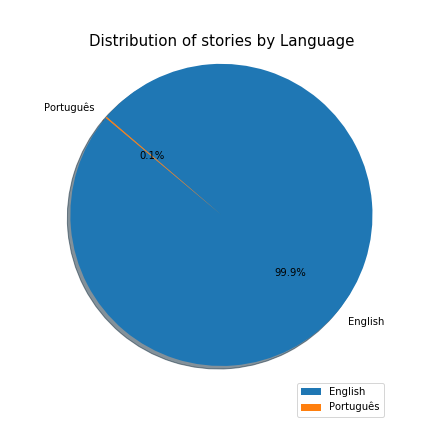 Distribution of stories by Language
Português
0.1%
99.9%
English
English
Português